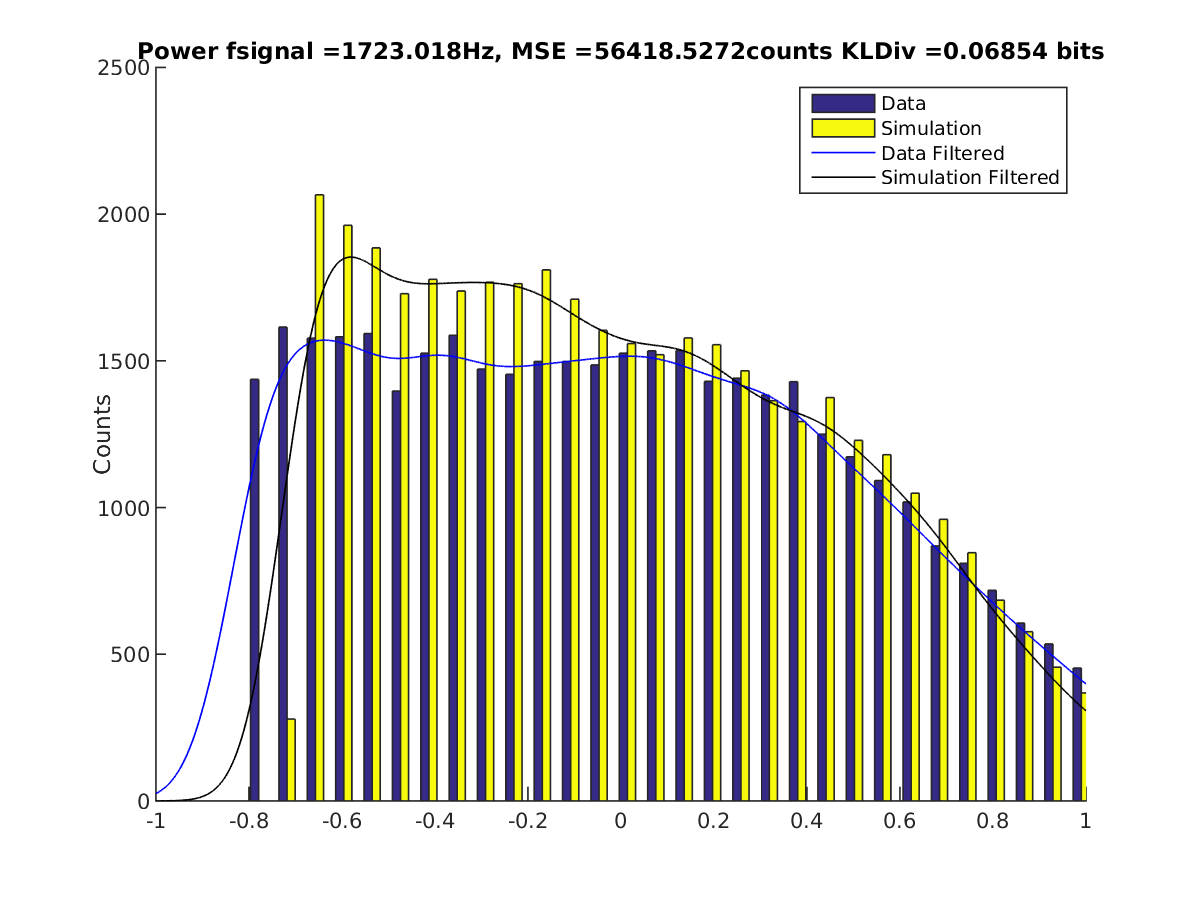 Power fsignal =1723.018Hz, MSE =56418.5272counts KLDiv =0.06854 bits
2500
Data
Simulation
Data Filtered
Simulation Filtered
2000
1500
Counts
1000
500
0
-1 -0.8 -0.6 -0.4 -0.2 0 0.2 0.4 0.6 0.8 1